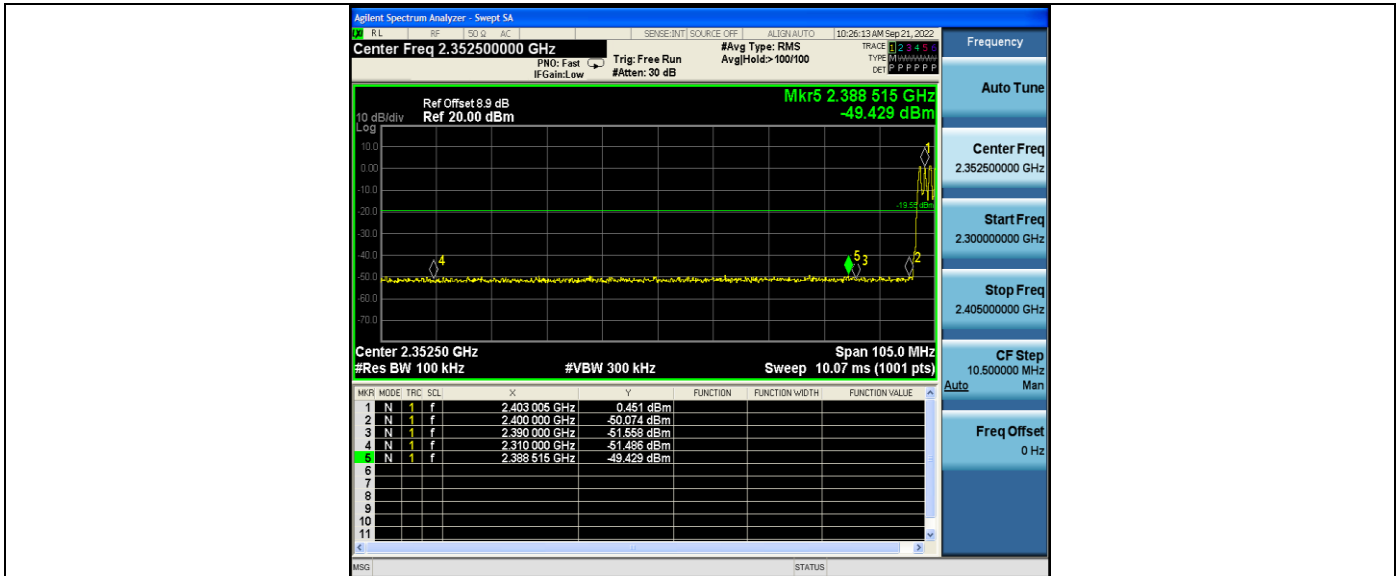 Agilent Spectrum Analyzer - Swept SA
RL RF 50 Ω AC SENSE:INT SOURCE OFF ALIGNAUTO 10:26:13 AM Sep 21, 2022
Center Freq 2.352500000 GHz
PNO: Fast
IFGain:Low
Trig: Free Run
#Atten: 30 dB
#Avg Type: RMS
Avg|Hold:>100/100
TRACE 1 2 3 4 5 6
TYPE M
DET P P P P P P
Mkr5 2.388 515 GHz
-49.429 dBm
Ref Offset 8.9 dB
10 dB/div Ref 20.00 dBm
Log
10.0
0.00
-10.0
-20.0
-30.0
-40.0
-50.0
-60.0
-70.0
1
-19.55 dBm
4
5 3
2
Center 2.35250 GHz Span 105.0 MHz
#Res BW 100 kHz #VBW 300 kHz Sweep 10.07 ms (1001 pts)
MKR MODE TRC SCL X Y FUNCTION FUNCTION WIDTH FUNCTION VALUE
1 N 1 f 2.403 005 GHz 0.451 dBm
2 N 1 f 2.400 000 GHz -50.074 dBm
3 N 1 f 2.390 000 GHz -51.558 dBm
4 N 1 f 2.310 000 GHz -51.486 dBm
5 N 1 f 2.388 515 GHz -49.429 dBm
6
7
8
9
10
11
MSG STATUS
Frequency
Auto Tune
Center Freq
2.352500000 GHz
Start Freq
2.300000000 GHz
Stop Freq
2.405000000 GHz
CF Step
10.500000 MHz
Auto Man
Freq Offset
0 Hz